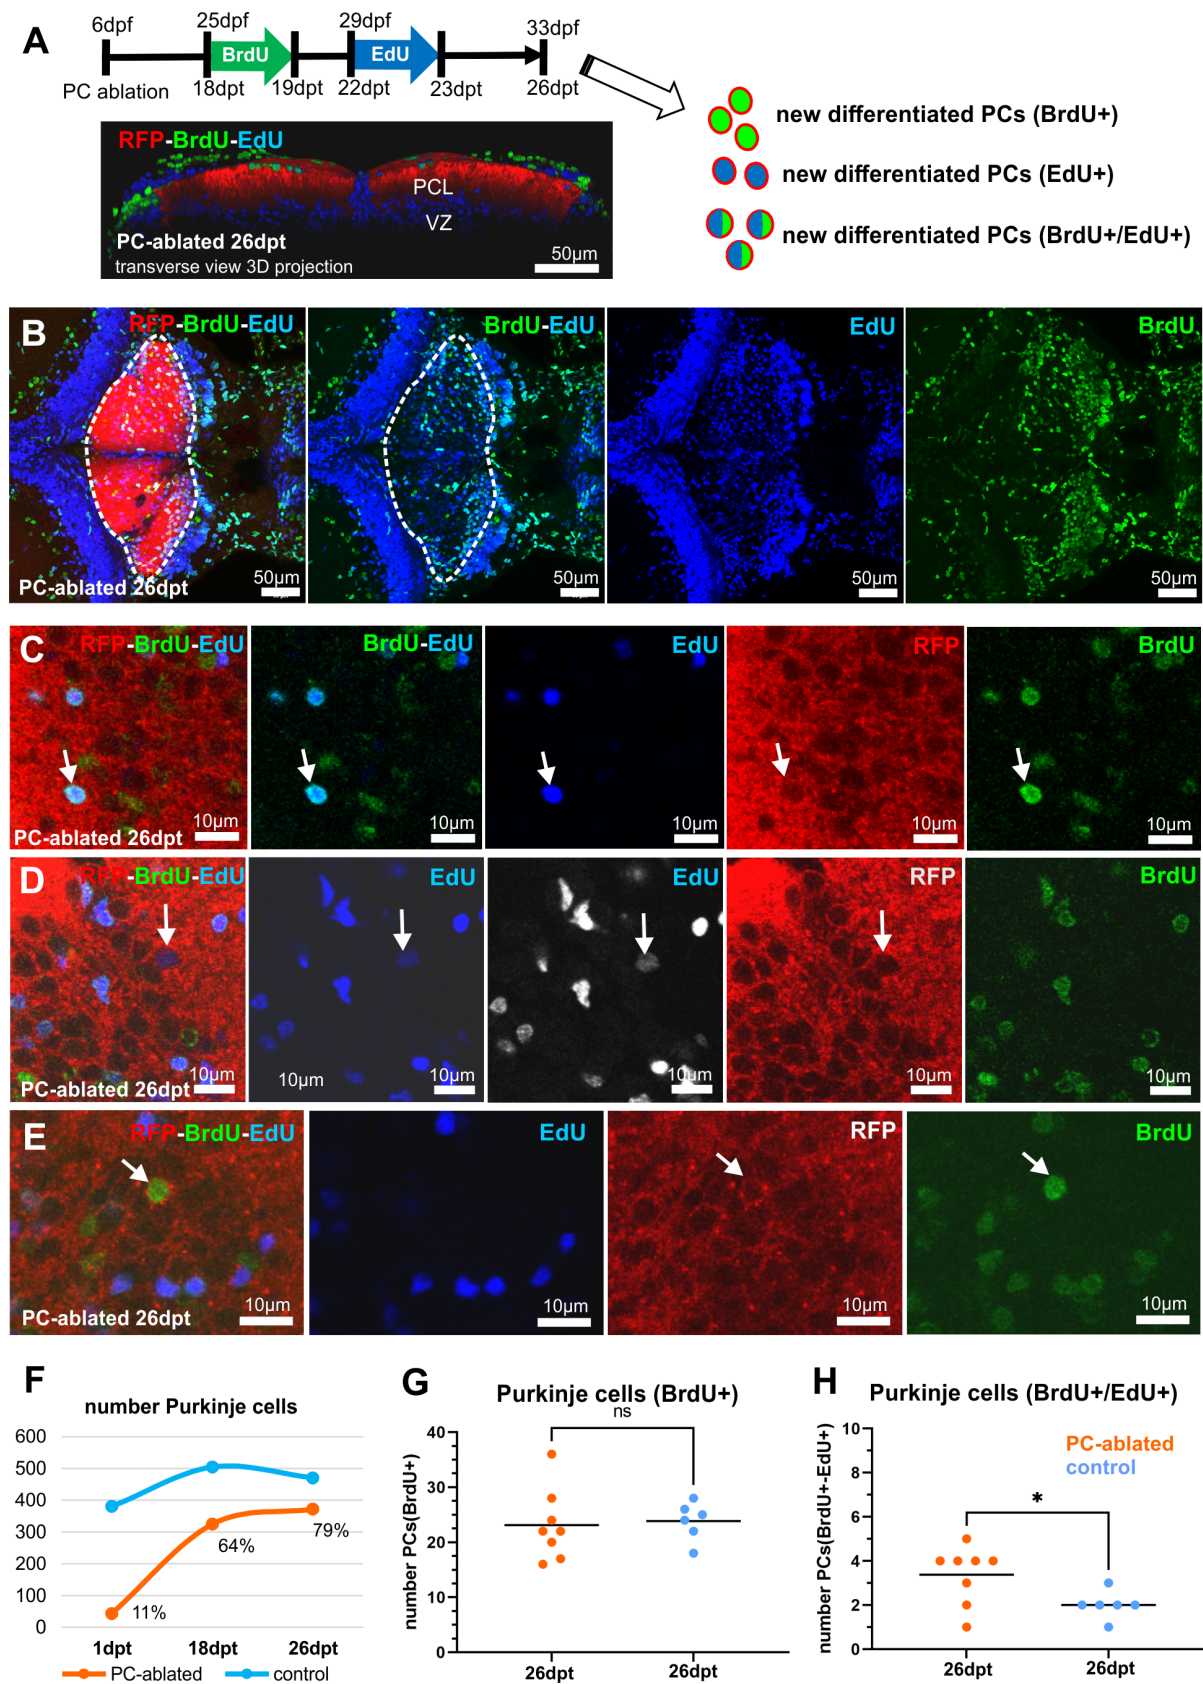 A
6dpf
25dpf
29dpf
33dpf
BrdU
EdU
PC ablation
18dpt
19dpt
22dpt
23dpt
26dpt
RFP-BrdU-EdU
PCL
VZ
PC-ablated 26dpt
transverse view 3D projection
50µm
new differentiated PCs (BrdU+)
new differentiated PCs (EdU+)
new differentiated PCs (BrdU+/EdU+)
B
RFP-BrdU-EdU
BrdU-EdU
EdU
BrdU
PC-ablated 26dpt
50µm
50µm
50µm
50µm
C
RFP-BrdU-EdU
BrdU-EdU
EdU
RFP
BrdU
PC-ablated 26dpt
10µm
10µm
10µm
10µm
10µm
D
RFP-BrdU-EdU
EdU
EdU
RFP
BrdU
PC-ablated 26dpt
10µm
10µm
10µm
10µm
10µm
10µm
E
RFP-BrdU-EdU
EdU
RFP
BrdU
PC-ablated 26dpt
10µm
10µm
10µm
10µm
F
number Purkinje cells
600
500
400
300
200
100
0
11%
64%
79%
1dpt
18dpt
26dpt
PC-ablated
control
G
Purkinje cells (BrdU+)
ns
number PCs(BrdU+)
40
30
20
10
0
26dpt
26dpt
H
Purkinje cells (BrdU+/EdU+)
PC-ablated
control
*
number PCs(BrdU+-EdU+)
10
8
6
4
2
0
26dpt
26dpt